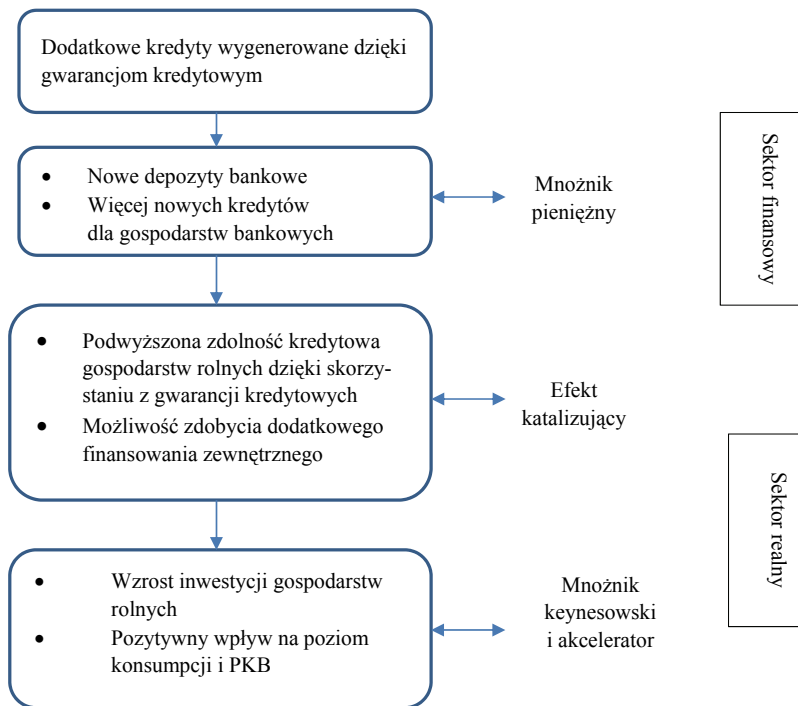 Dodatkowe kredyty wygenerowane dzięki
gwarancjom kredytowym
• Nowe depozyty bankowe
• Więcej nowych kredytów
dla gospodarstw bankowych
Mnożnik
pieniężny
Sektor finansowy
• Podwyższona zdolność kredytowa
gospodarstw rolnych dzięki skorzy-
staniu z gwarancji kredytowych
• Możliwość zdobycia dodatkowego
finansowania zewnętrznego
Efekt
katalizujący
Sektor realny
• Wzrost inwestycji gospodarstw
rolnych
• Pozytywny wpływ na poziom
konsumpcji i PKB
Mnożnik
keynesowski
i akcelerator